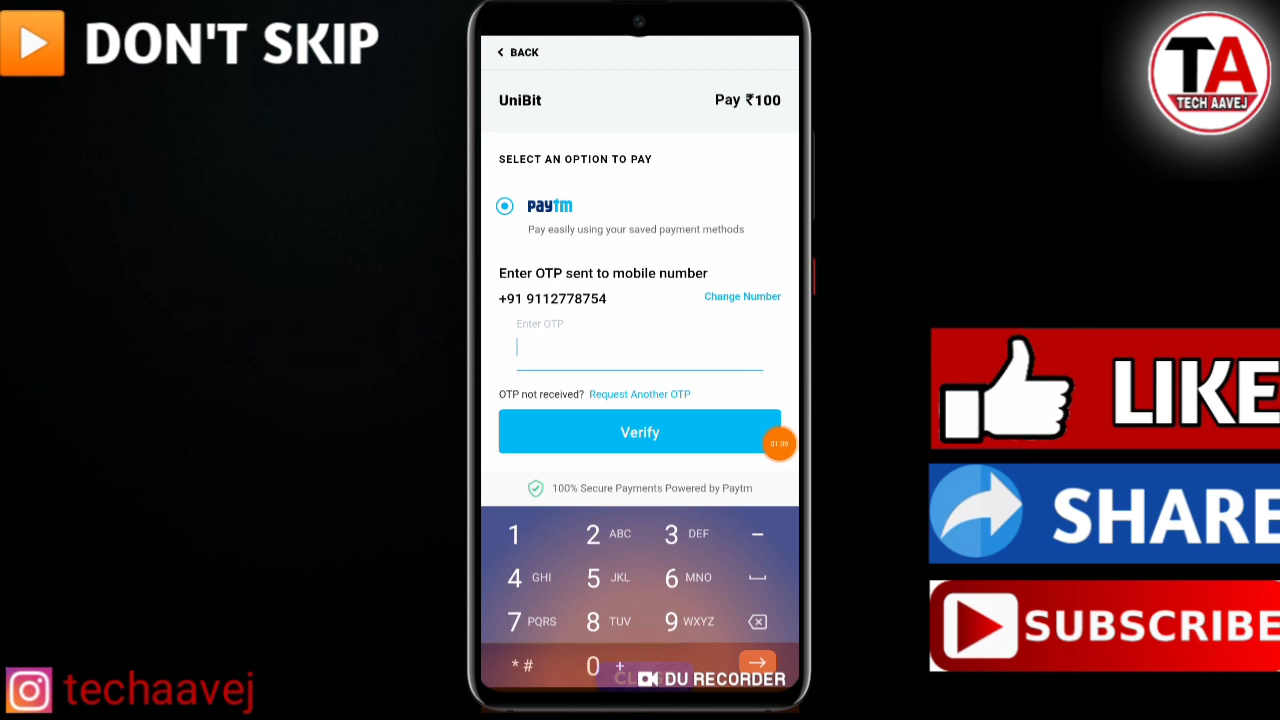 DON'T SKIP
TA
TECH AAVEJ
BACK
UniBit
Pay ₹100
SELECT AN OPTION TO PAY
paytm
Pay easily using your saved payment methods
Enter OTP sent to mobile number
+91 9112778754
Change Number
Enter OTP
OTP not received? Request Another OTP
Verify
01:09
100% Secure Payments Powered by Paytm
1 2 ABC 3 DEF –
4 GHI 5 JKL 6 MNO
7 PQRS 8 TUV 9 WXYZ
* # 0 +
DU RECORDER
LIKE
SHARE
SUBSCRIBE
techaavej